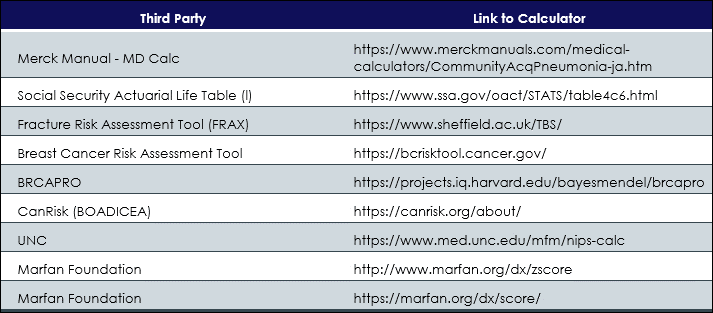 Third Party Link to Calculator
Merck Manual - MD Calc https://www.merckmanuals.com/medical-
calculators/CommunityAcqPneumonia-ja.htm
Social Security Actuarial Life Table (l) https://www.ssa.gov/oact/STATS/table4c6.html
Fracture Risk Assessment Tool (FRAX) https://www.sheffield.ac.uk/TBS/
Breast Cancer Risk Assessment Tool https://bcrisktool.cancer.gov/
BRCAPRO https://projects.iq.harvard.edu/bayesmendel/brcapro
CanRisk (BOADICEA) https://canrisk.org/about/
UNC https://www.med.unc.edu/mfm/nips-calc
Marfan Foundation http://www.marfan.org/dx/zscore
Marfan Foundation https://marfan.org/dx/score/